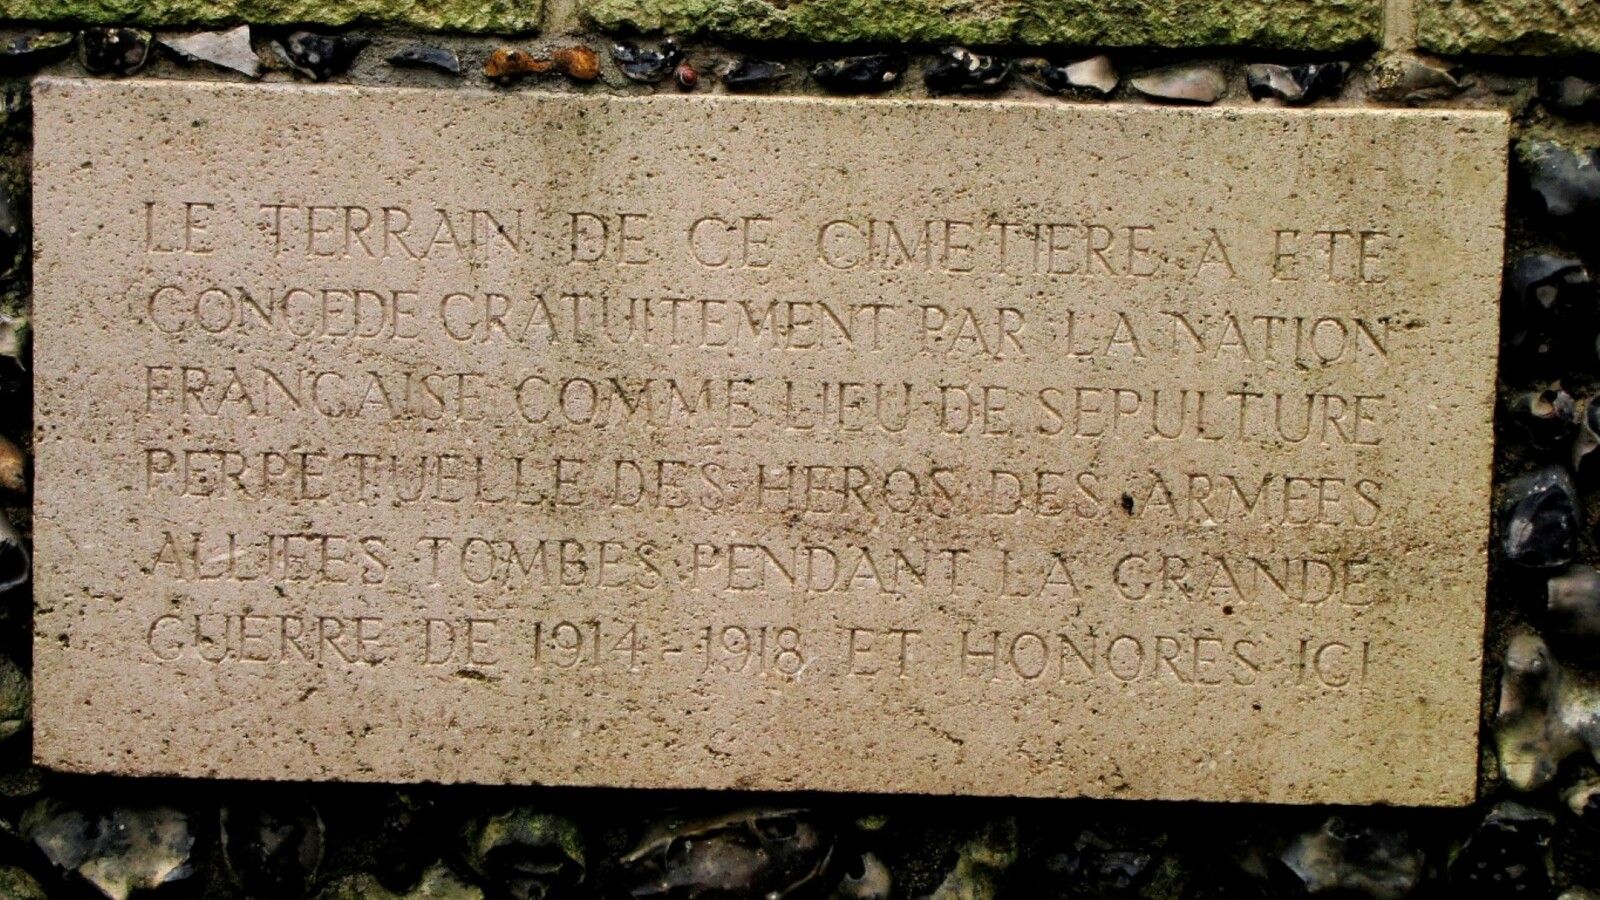 LE TERRAIN DE CE CIMETIERE A ETE
CONCEDE GRATUITEMENT PAR LA NATION
FRANCAISE COMME LIEU DE SEPULTURE
PERPETUELLE DES HEROS DES ARMEES
ALLIEES TOMBES PENDANT LA GRANDE
GUERRE DE 1914-1918 ET HONORES ICI